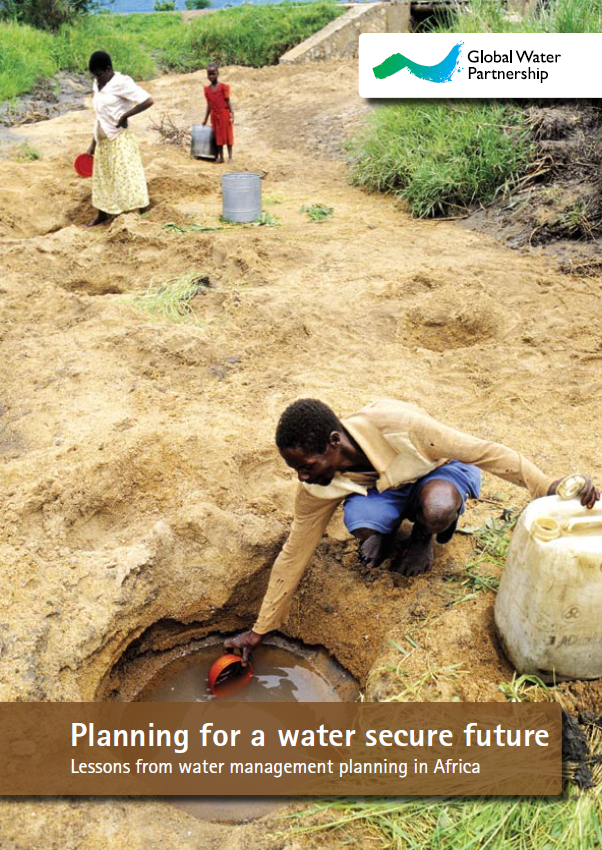 Global Water
Partnership
Planning for a water secure future
Lessons from water management planning in Africa